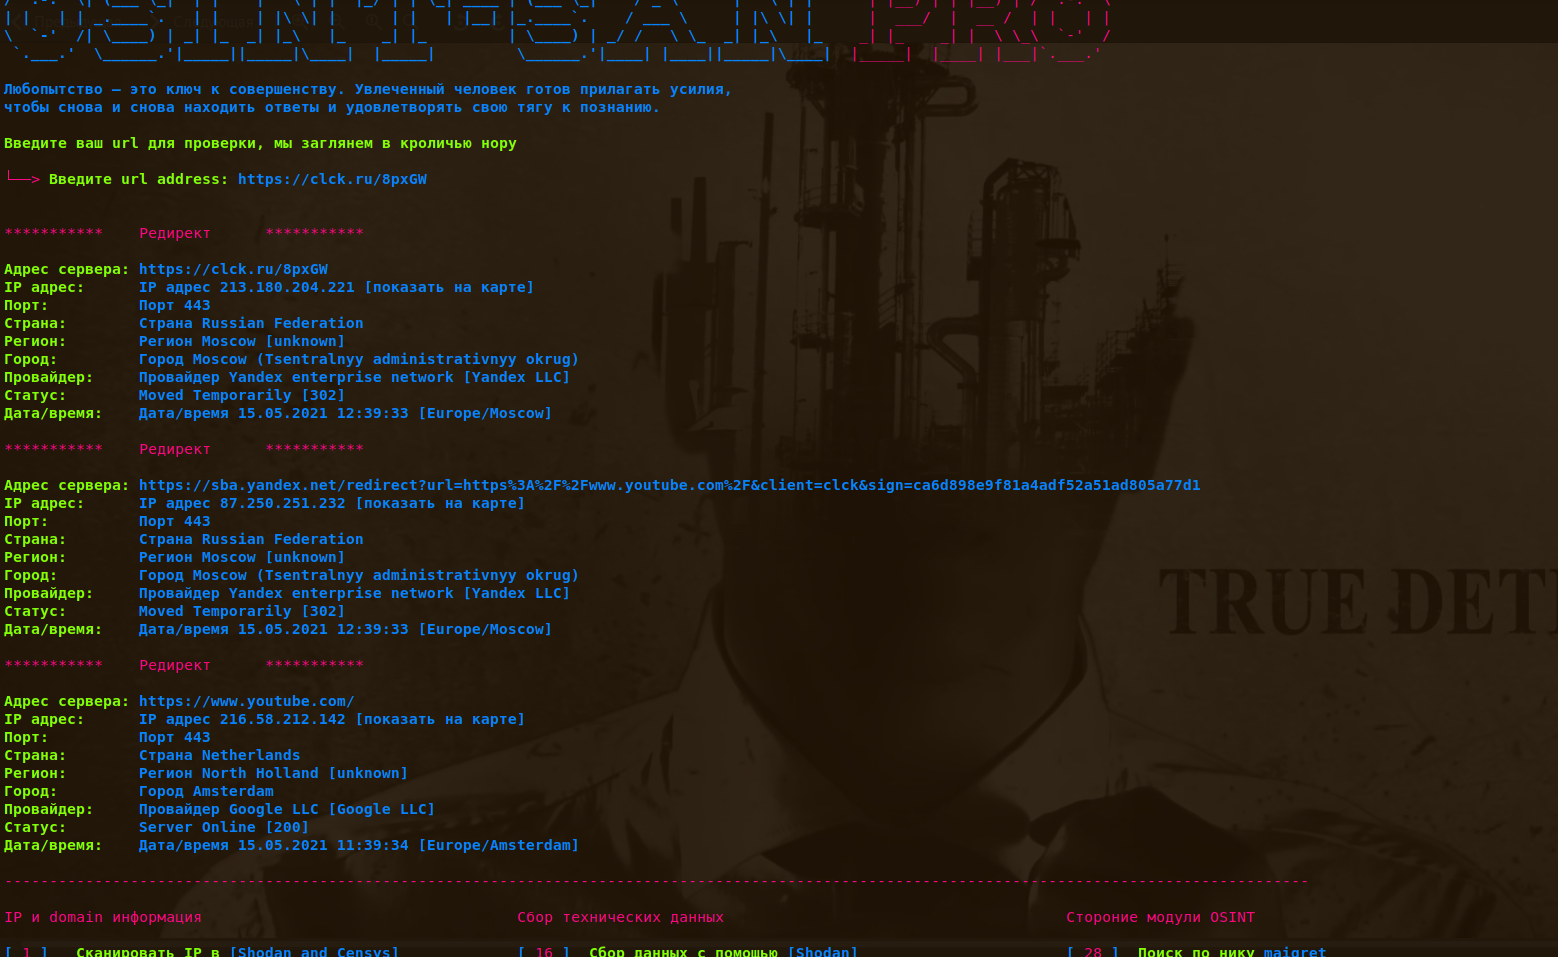 Любопытство — это ключ к совершенству. Увлеченный человек готов прилагать усилия,
чтобы снова и снова находить ответы и удовлетворять свою тягу к познанию.
Введите ваш url для проверки, мы заглянем в кроличью нору
└──> Введите url address: https://clck.ru/8pxGW
*********** Редирект ***********
Адрес сервера: https://clck.ru/8pxGW
IP адрес: IP адрес 213.180.204.221 [показать на карте]
Порт: Порт 443
Страна: Страна Russian Federation
Регион: Регион Moscow [unknown]
Город: Город Moscow (Tsentralnyy administrativnyy okrug)
Провайдер: Провайдер Yandex enterprise network [Yandex LLC]
Статус: Moved Temporarily [302]
Дата/время: Дата/время 15.05.2021 12:39:33 [Europe/Moscow]
*********** Редирект ***********
Адрес сервера: https://sba.yandex.net/redirect?url=https%3A%2F%2Fwww.youtube.com%2F&client=clck&sign=ca6d898e9f81a4adf52a51ad805a77d1
IP адрес: IP адрес 87.250.251.232 [показать на карте]
Порт: Порт 443
Страна: Страна Russian Federation
Регион: Регион Moscow [unknown]
Город: Город Moscow (Tsentralnyy administrativnyy okrug)
Провайдер: Провайдер Yandex enterprise network [Yandex LLC]
Статус: Moved Temporarily [302]
Дата/время: Дата/время 15.05.2021 12:39:33 [Europe/Moscow]
TRUE DET
*********** Редирект ***********
Адрес сервера: https://www.youtube.com/
IP адрес: IP адрес 216.58.212.142 [показать на карте]
Порт: Порт 443
Страна: Страна Netherlands
Регион: Регион North Holland [unknown]
Город: Город Amsterdam
Провайдер: Провайдер Google LLC [Google LLC]
Статус: Server Online [200]
Дата/время: Дата/время 15.05.2021 11:39:34 [Europe/Amsterdam]
IP и domain информация Сбор технических данных Стороние модули OSINT
[ 1 ] Сканировать IP в [Shodan and Censys] [ 16 ] Сбор данных с помощью [Shodan] [ 28 ] Поиск по нику maigret